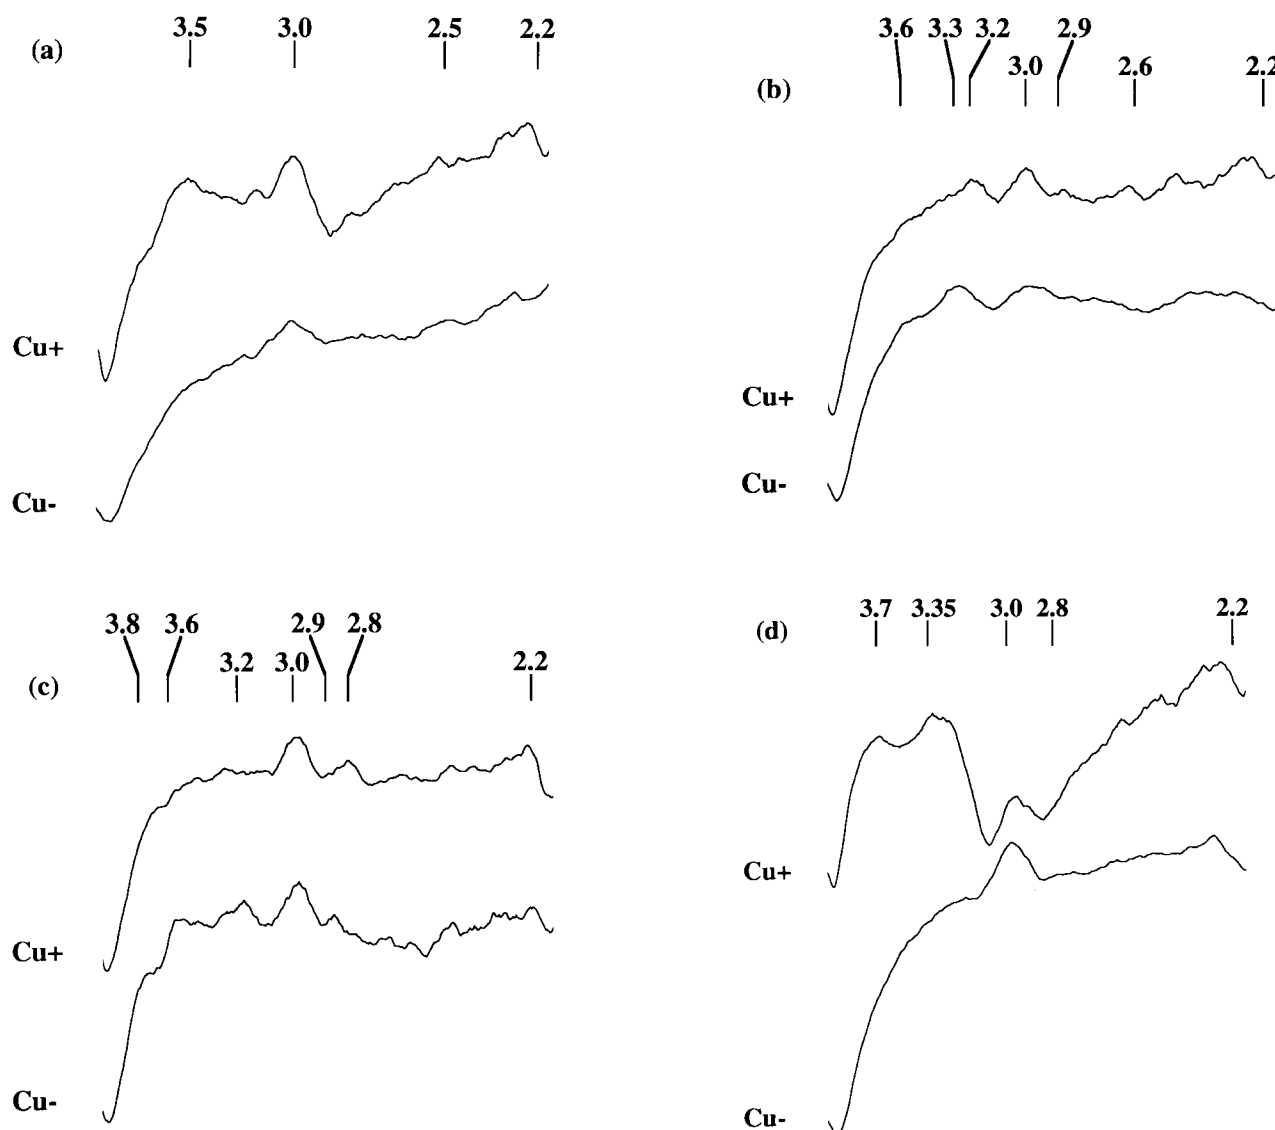 (a)
3.5 3.0 2.5 2.2
Cu+
Cu-
(b)
3.6 3.3 3.2 2.9
3.0 2.6 2.2
Cu+
Cu-
(c)
3.8 3.6 2.9 2.8
3.2 3.0 2.2
Cu+
Cu-
(d)
3.7 3.35 3.0 2.8 2.2
Cu+
Cu-